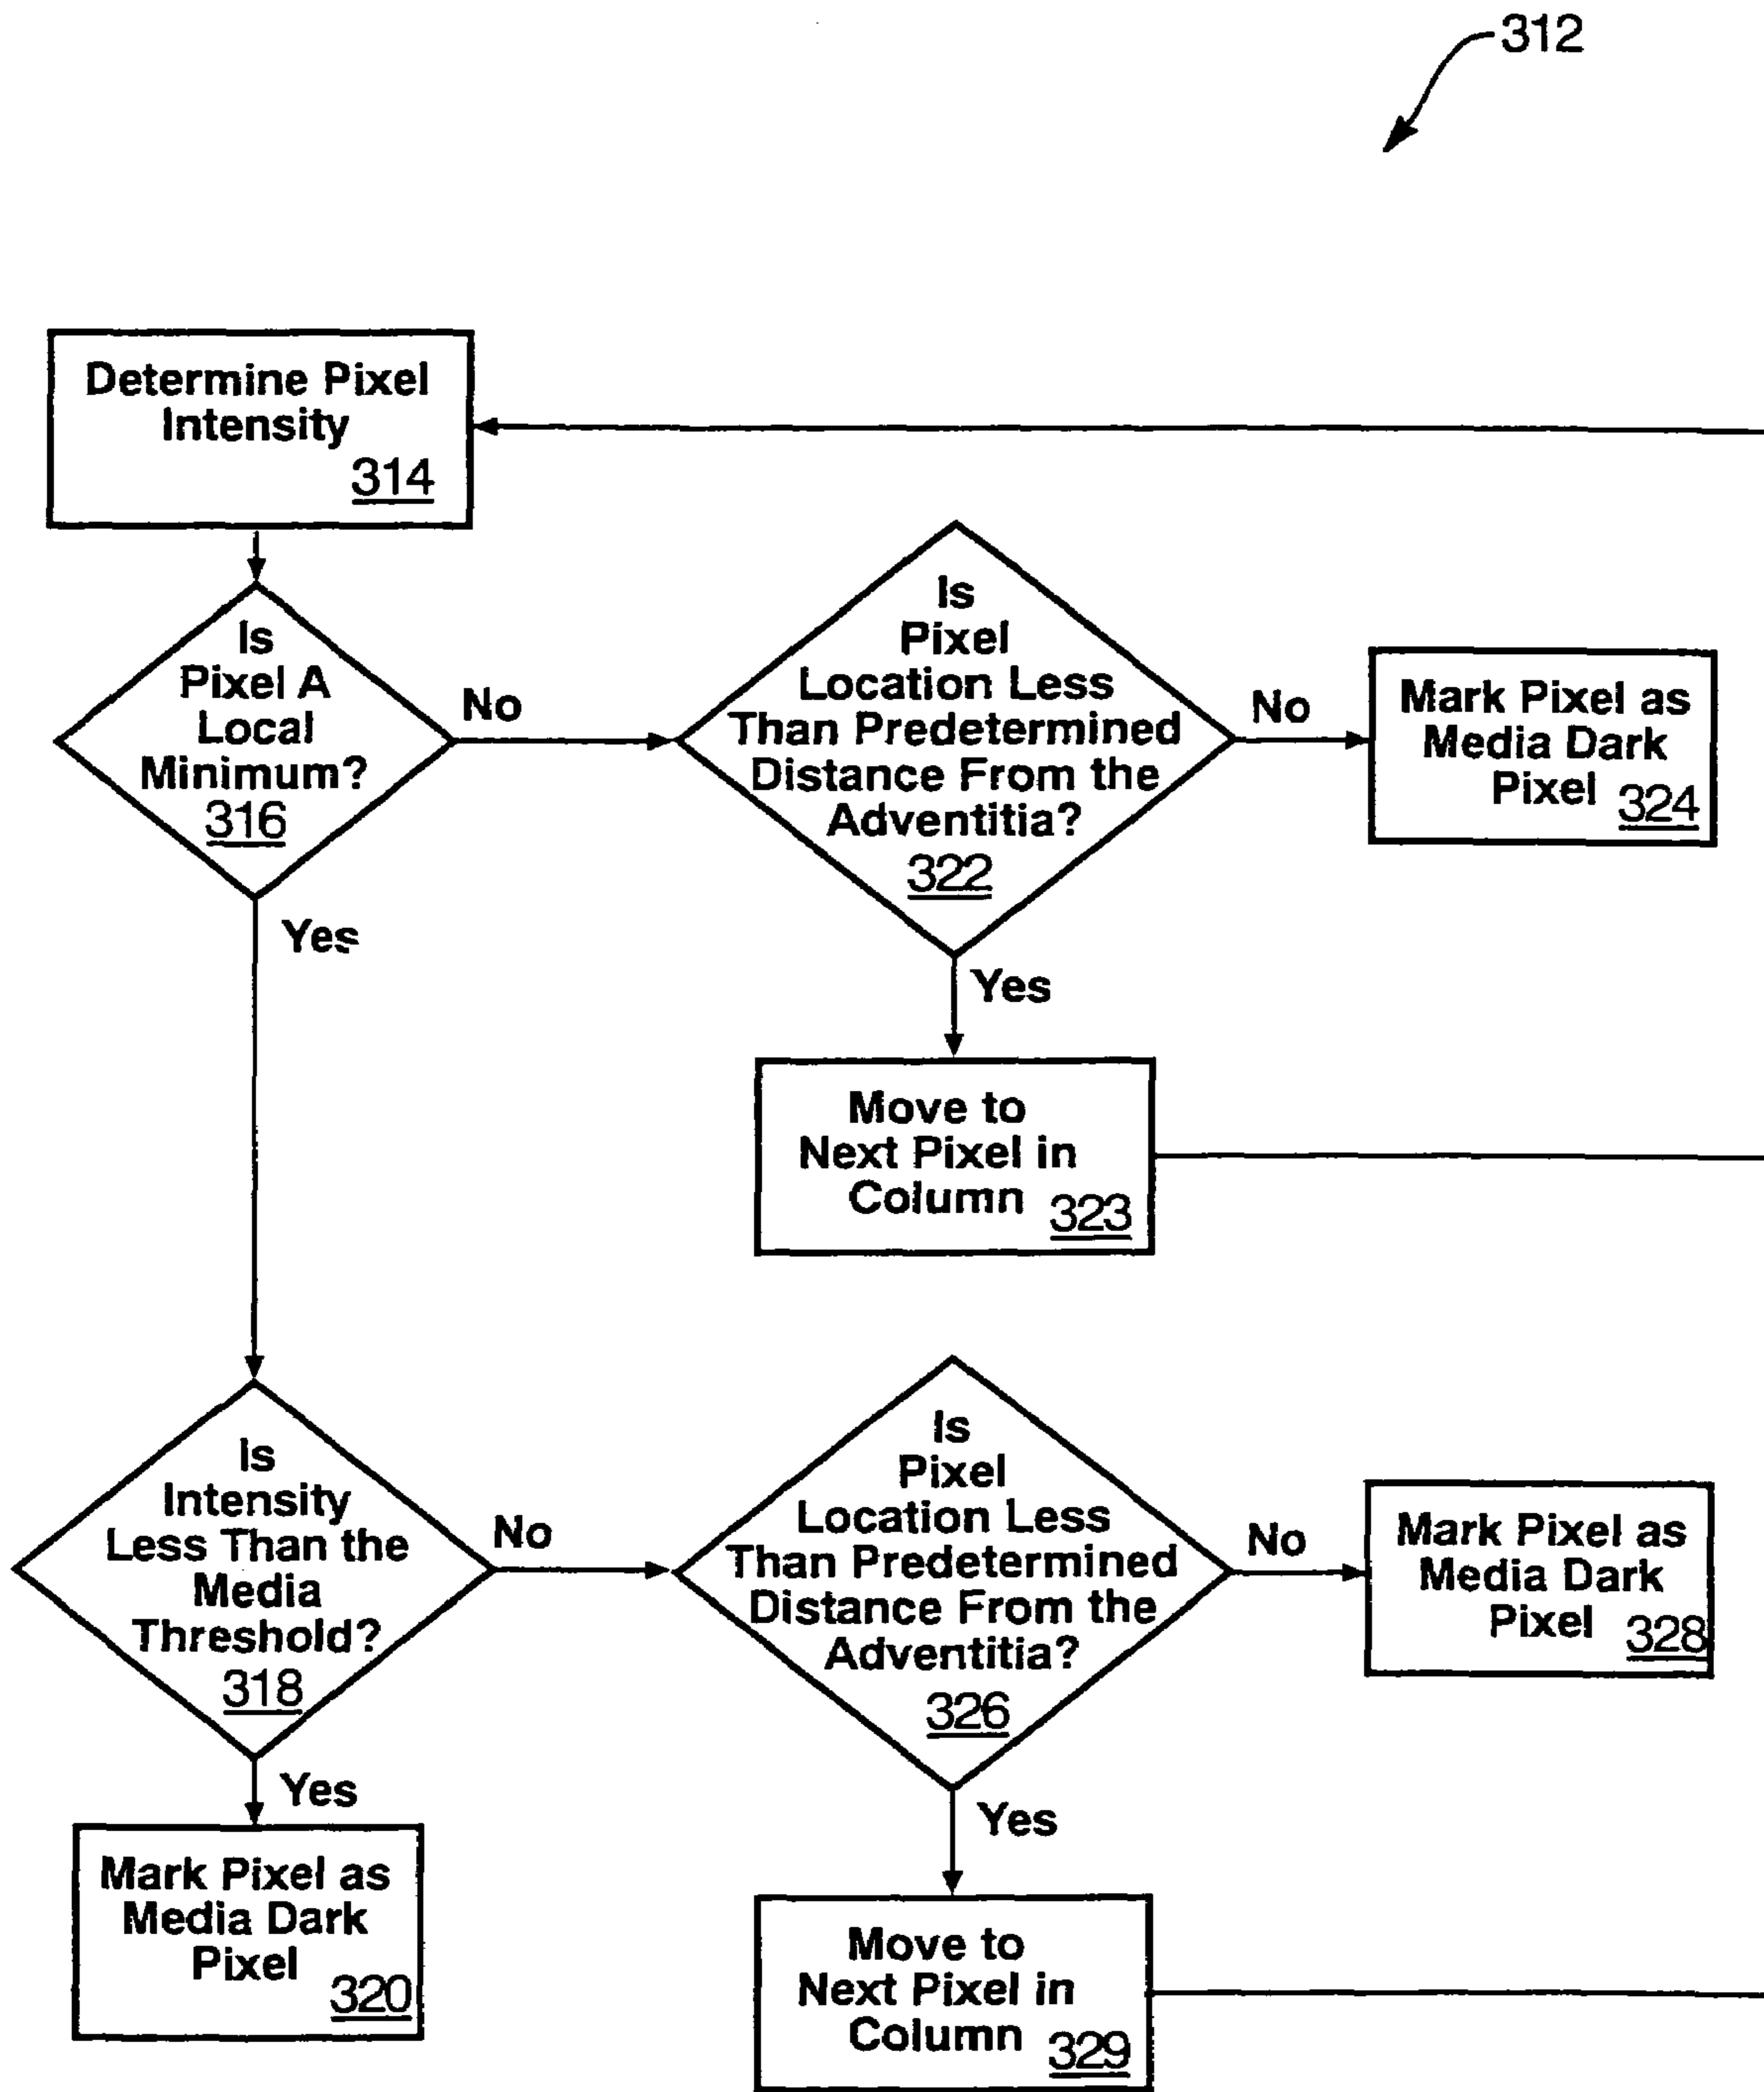 312
Determine Pixel
Intensity
314
Is
Pixel A
Local
Minimum?
316
No
Yes
Is
Pixel
Location Less
Than Predetermined
Distance From the
Adventitia?
322
No
Yes
Mark Pixel as
Media Dark
Pixel 324
Move to
Next Pixel in
Column 323
Is
Intensity
Less Than the
Media
Threshold?
318
No
Yes
Is
Pixel
Location Less
Than Predetermined
Distance From the
Adventitia?
326
No
Yes
Mark Pixel as
Media Dark
Pixel 328
Mark Pixel as
Media Dark
Pixel 320
Move to
Next Pixel in
Column 329